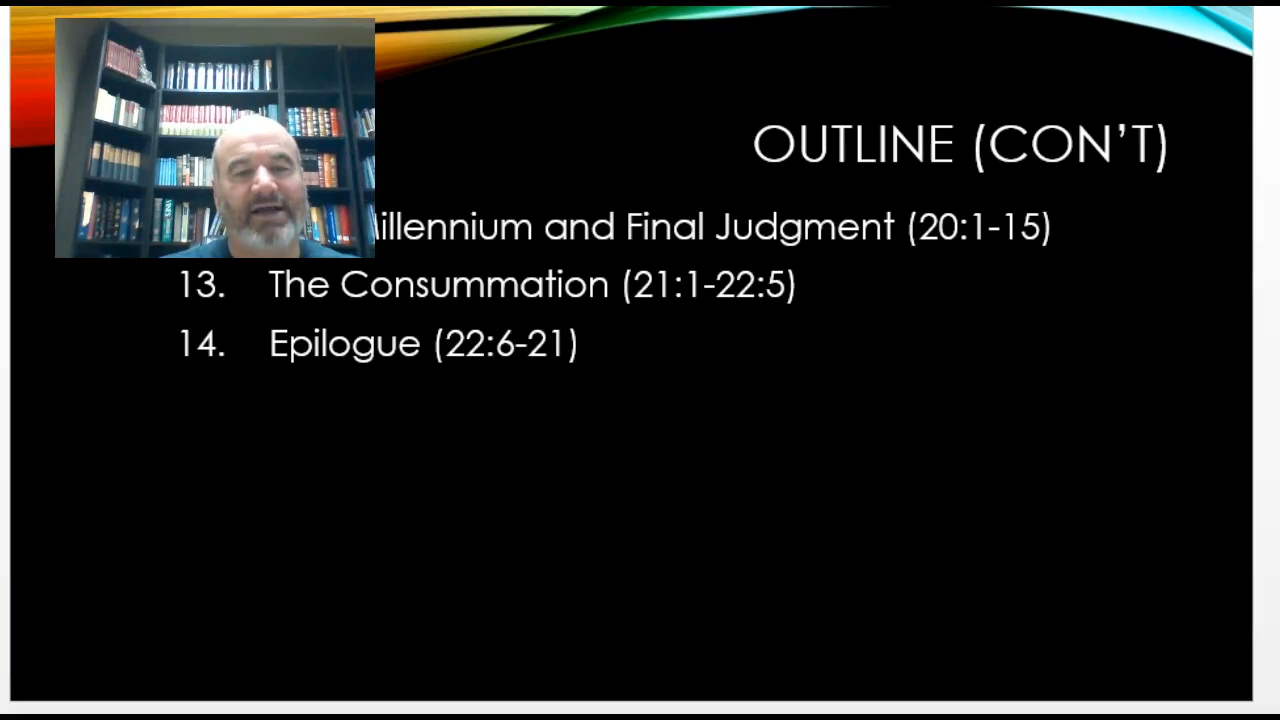 OUTLINE (CON’T)
and Final Judgment (20:1-15)
13. The Consummation (21:1-22:5)
14. Epilogue (22:6-21)